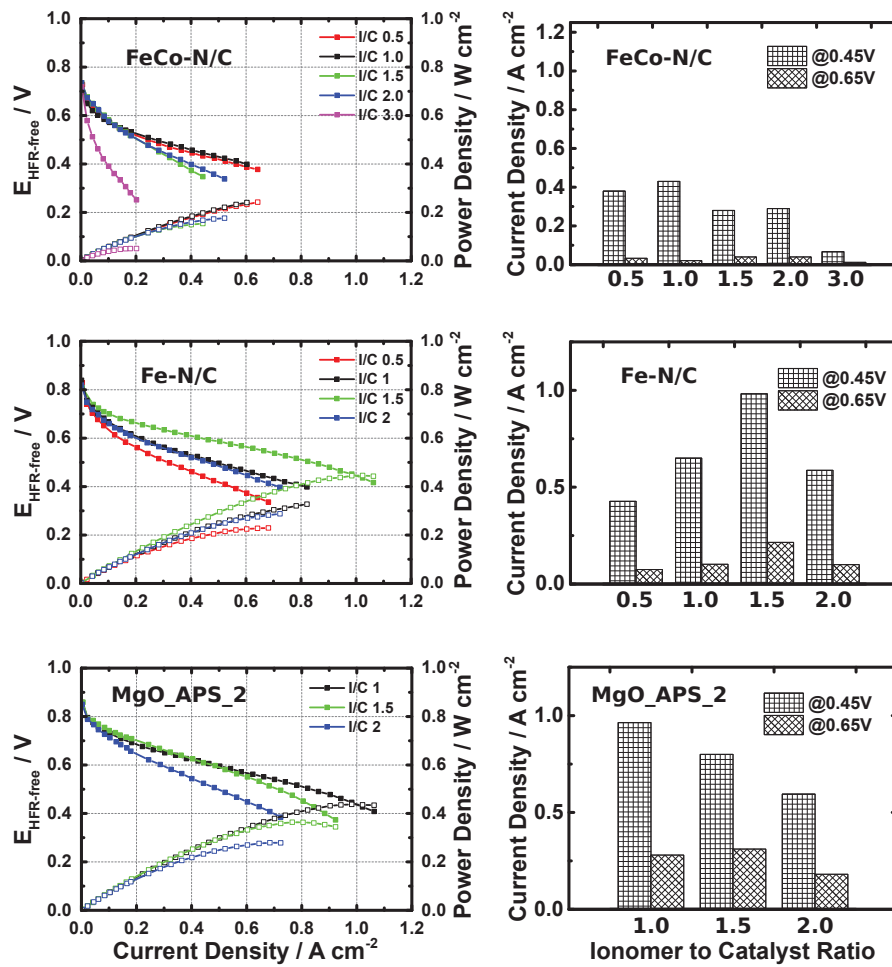 FeCo-N/C
I/C 0.5
I/C 1.0
I/C 1.5
I/C 2.0
I/C 3.0
E HFR-free / V
Power Density / W cm-2
1.0
0.8
0.6
0.4
0.2
0.0
1.0
0.8
0.6
0.4
0.2
0.0
0.0 0.2 0.4 0.6 0.8 1.0 1.2
FeCo-N/C
@0.45V
@0.65V
Current Density / A cm-2
1.2
0.8
0.4
0.0
0.5 1.0 1.5 2.0 3.0
Fe-N/C
I/C 0.5
I/C 1
I/C 1.5
I/C 2
E HFR-free / V
Power Density / W cm-2
1.0
0.8
0.6
0.4
0.2
0.0
1.0
0.8
0.6
0.4
0.2
0.0
0.0 0.2 0.4 0.6 0.8 1.0 1.2
Fe-N/C
@0.45V
@0.65V
Current Density / A cm-2
1.0
0.5
0.0
0.5 1.0 1.5 2.0
MgO_APS_2
I/C 1
I/C 1.5
I/C 2
E HFR-free / V
Power Density / W cm-2
1.0
0.8
0.6
0.4
0.2
0.0
1.0
0.8
0.6
0.4
0.2
0.0
0.0 0.2 0.4 0.6 0.8 1.0 1.2
Current Density / A cm-2
MgO_APS_2
@0.45V
@0.65V
Current Density / A cm-2
1.0
0.5
0.0
1.0 1.5 2.0
Ionomer to Catalyst Ratio